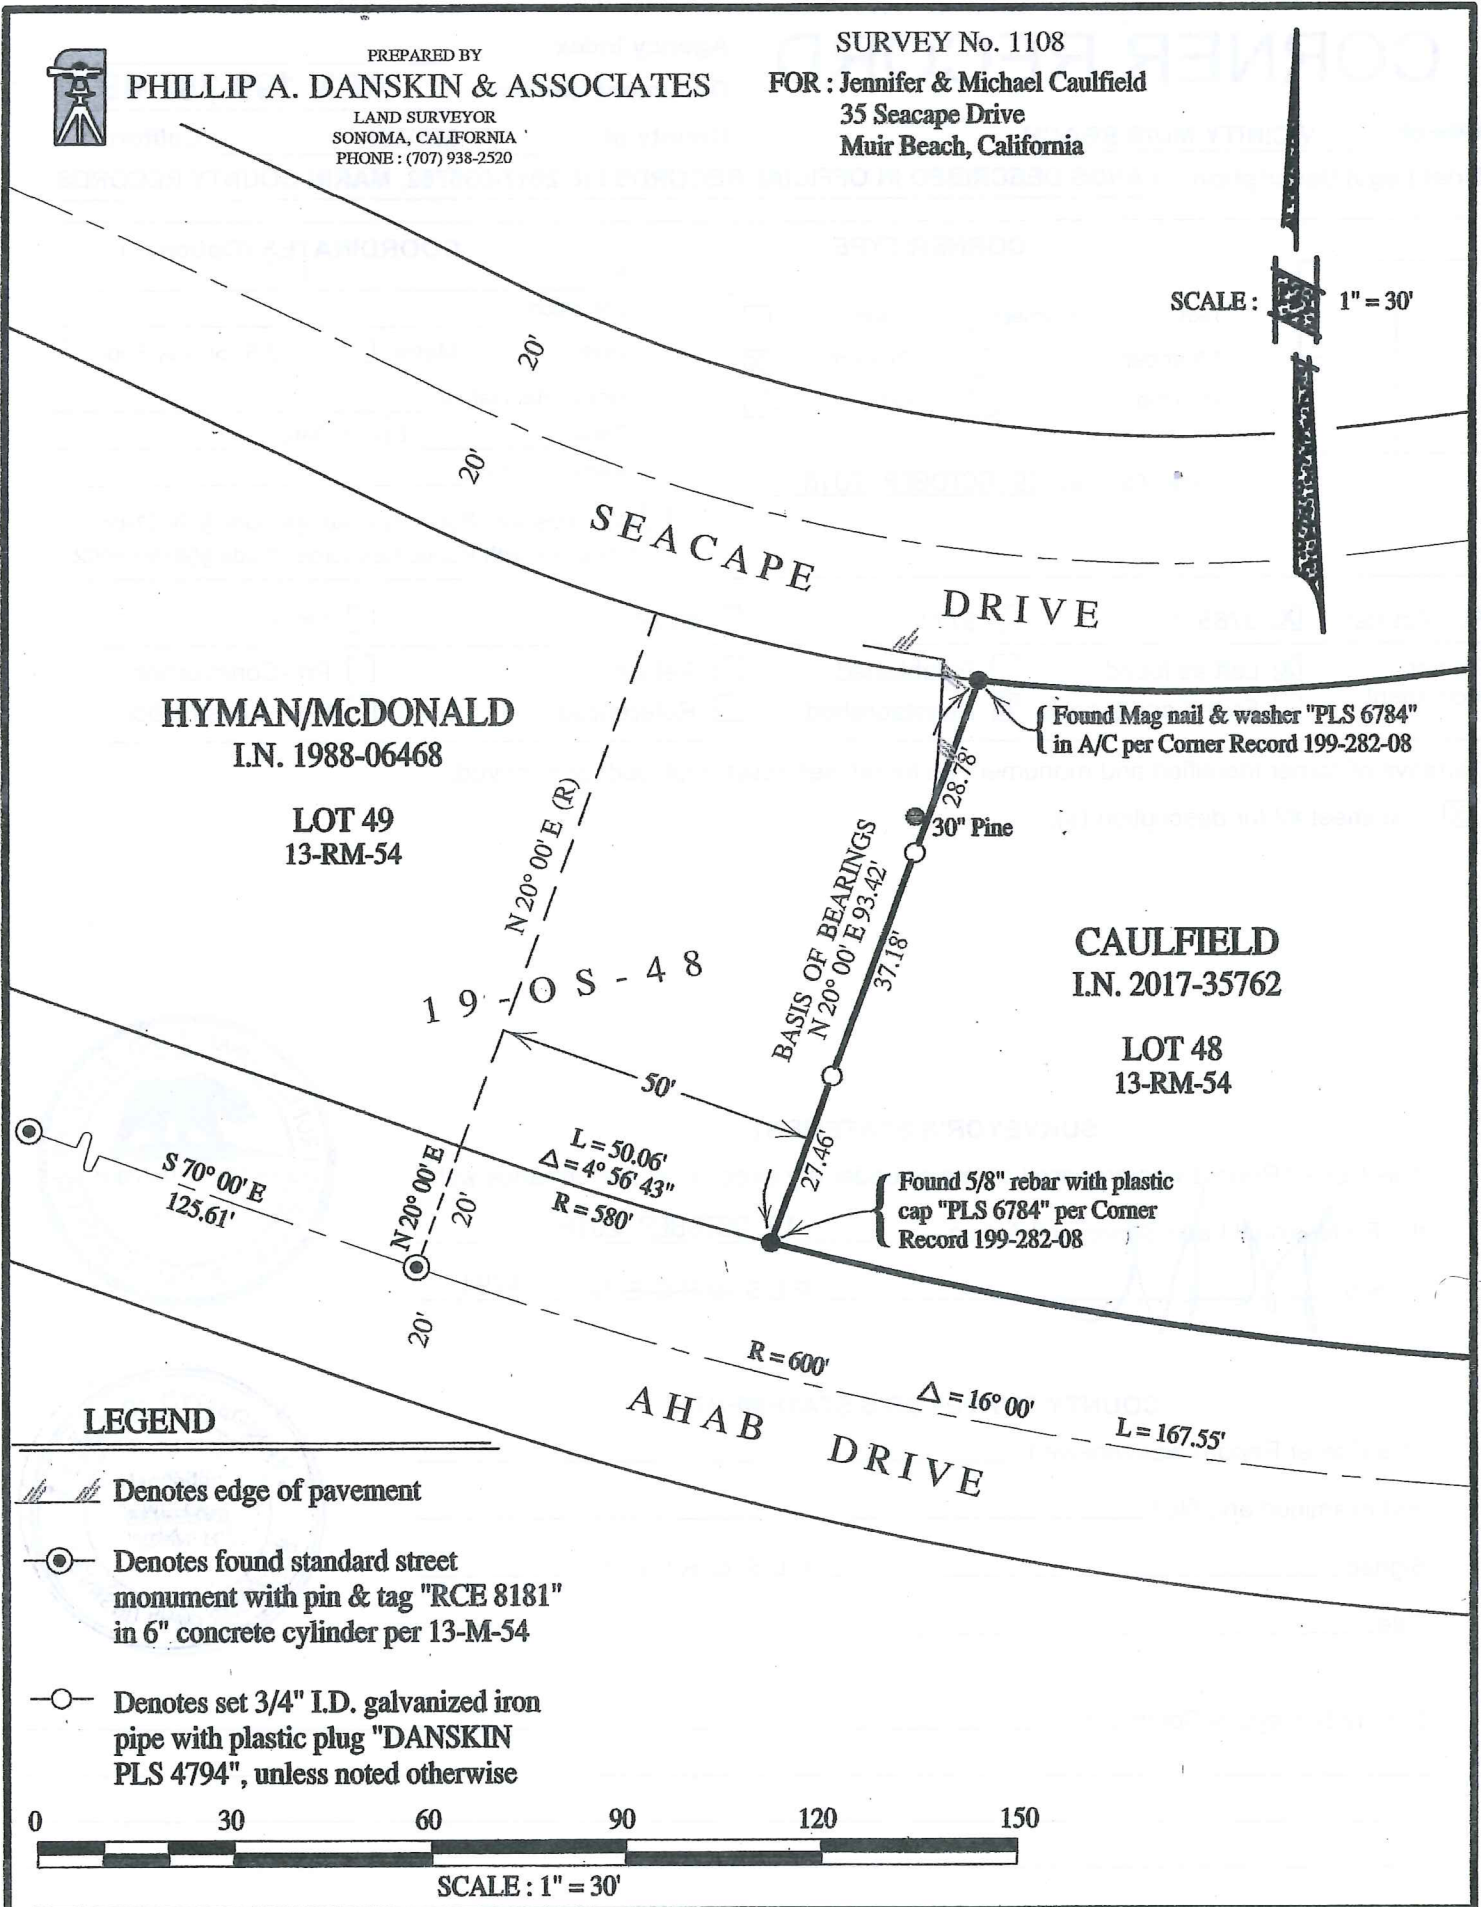 PREPARED BY
PHILLIP A. DANSKIN & ASSOCIATES
LAND SURVEYOR
SONOMA, CALIFORNIA
PHONE : (707) 938-2520
SURVEY No. 1108
FOR : Jennifer & Michael Caulfield
35 Seacape Drive
Muir Beach, California
SCALE : 1" = 30'
20'
20'
SEACAPE DRIVE
HYMAN/McDONALD
I.N. 1988-06468
LOT 49
13-RM-54
N 20° 00' E (R)
Found Mag nail & washer "PLS 6784"
in A/C per Corner Record 199-282-08
28.78'
30" Pine
BASIS OF BEARINGS
N 20° 00' E 93.42'
37.18'
CAULFIELD
I.N. 2017-35762
LOT 48
13-RM-54
19-OS-48
50'
27.46'
L = 50.06'
Δ = 4° 56' 43"
R = 580'
S 70° 00' E
125.61'
N 20° 00' E
20'
20'
Found 5/8" rebar with plastic
cap "PLS 6784" per Corner
Record 199-282-08
R = 600'
Δ = 16° 00'
L = 167.55'
AHAB DRIVE
LEGEND
Denotes edge of pavement
Denotes found standard street
monument with pin & tag "RCE 8181"
in 6" concrete cylinder per 13-M-54
Denotes set 3/4" I.D. galvanized iron
pipe with plastic plug "DANSKIN
PLS 4794", unless noted otherwise
0 30 60 90 120 150
SCALE : 1" = 30'